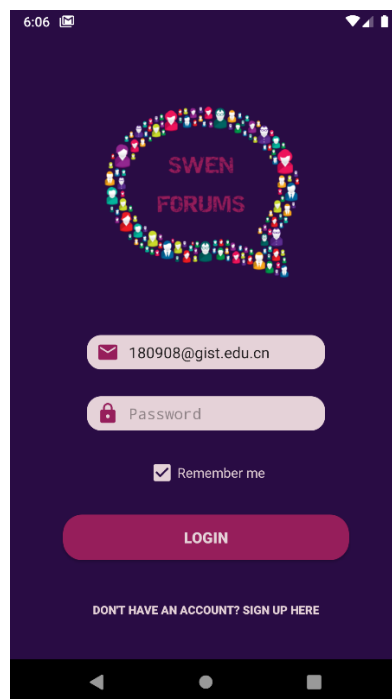 6:06
SWEN
FORUMS
180908@gist.edu.cn
Password
Remember me
LOGIN
DON'T HAVE AN ACCOUNT? SIGN UP HERE